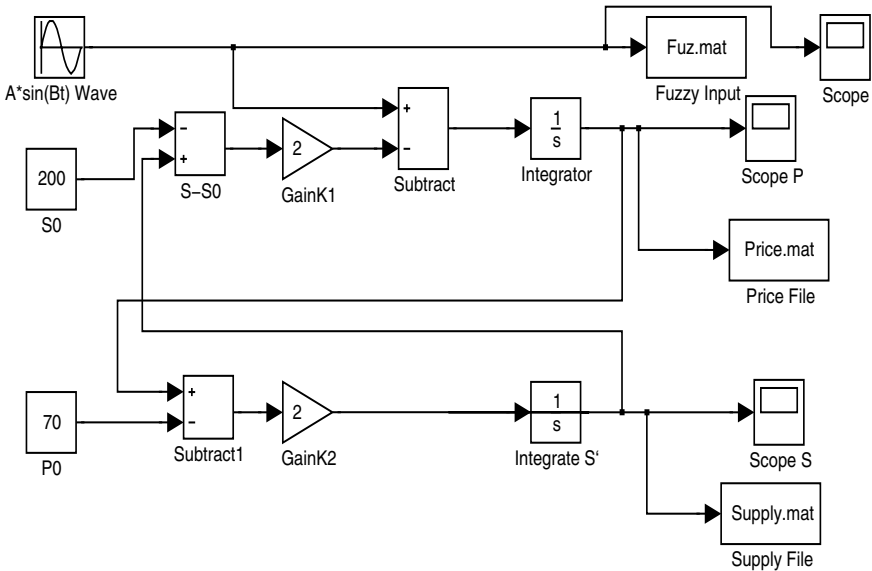 Fuz.mat
A*sin(Bt) Wave
Fuzzy Input
Scope
+
−
−
+
2
1
s
200
S−S0
GainK1
Subtract
Integrator
Scope P
S0
Price.mat
Price File
+
−
70
2
1
s
P0
Subtract1
GainK2
Integrate S‘
Scope S
Supply.mat
Supply File